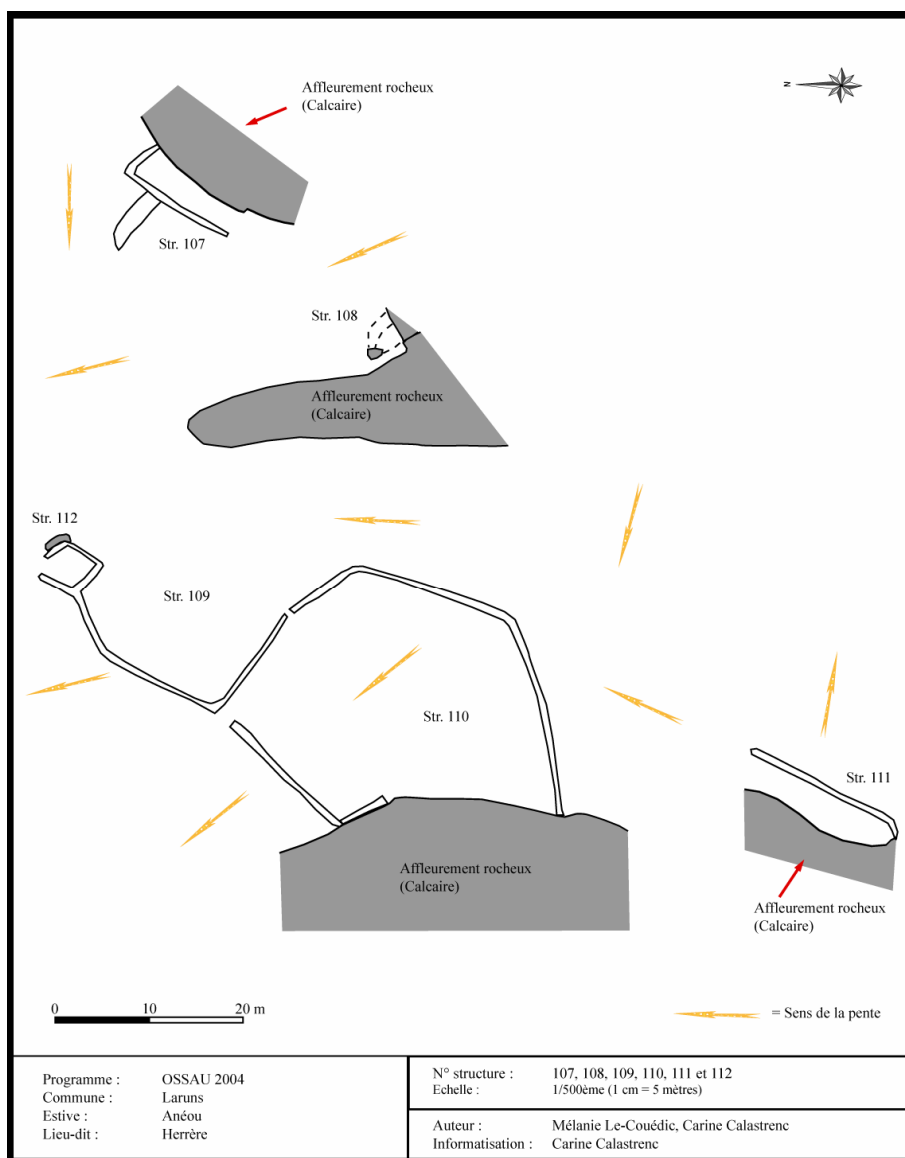 Affleurement rocheux
(Calcaire)
N
Str. 107
Str. 108
Affleurement rocheux
(Calcaire)
Str. 112
Str. 109
Str. 110
Str. 111
Affleurement rocheux
(Calcaire)
Affleurement rocheux
(Calcaire)
0 10 20 m
= Sens de la pente
Programme : OSSAU 2004
Commune : Laruns
Estive : Anéou
Lieu-dit : Herrère
N° structure : 107, 108, 109, 110, 111 et 112
Echelle : 1/500ème (1 cm = 5 mètres)
Auteur : Mélanie Le-Couédic, Carine Calastrenc
Informatisation : Carine Calastrenc